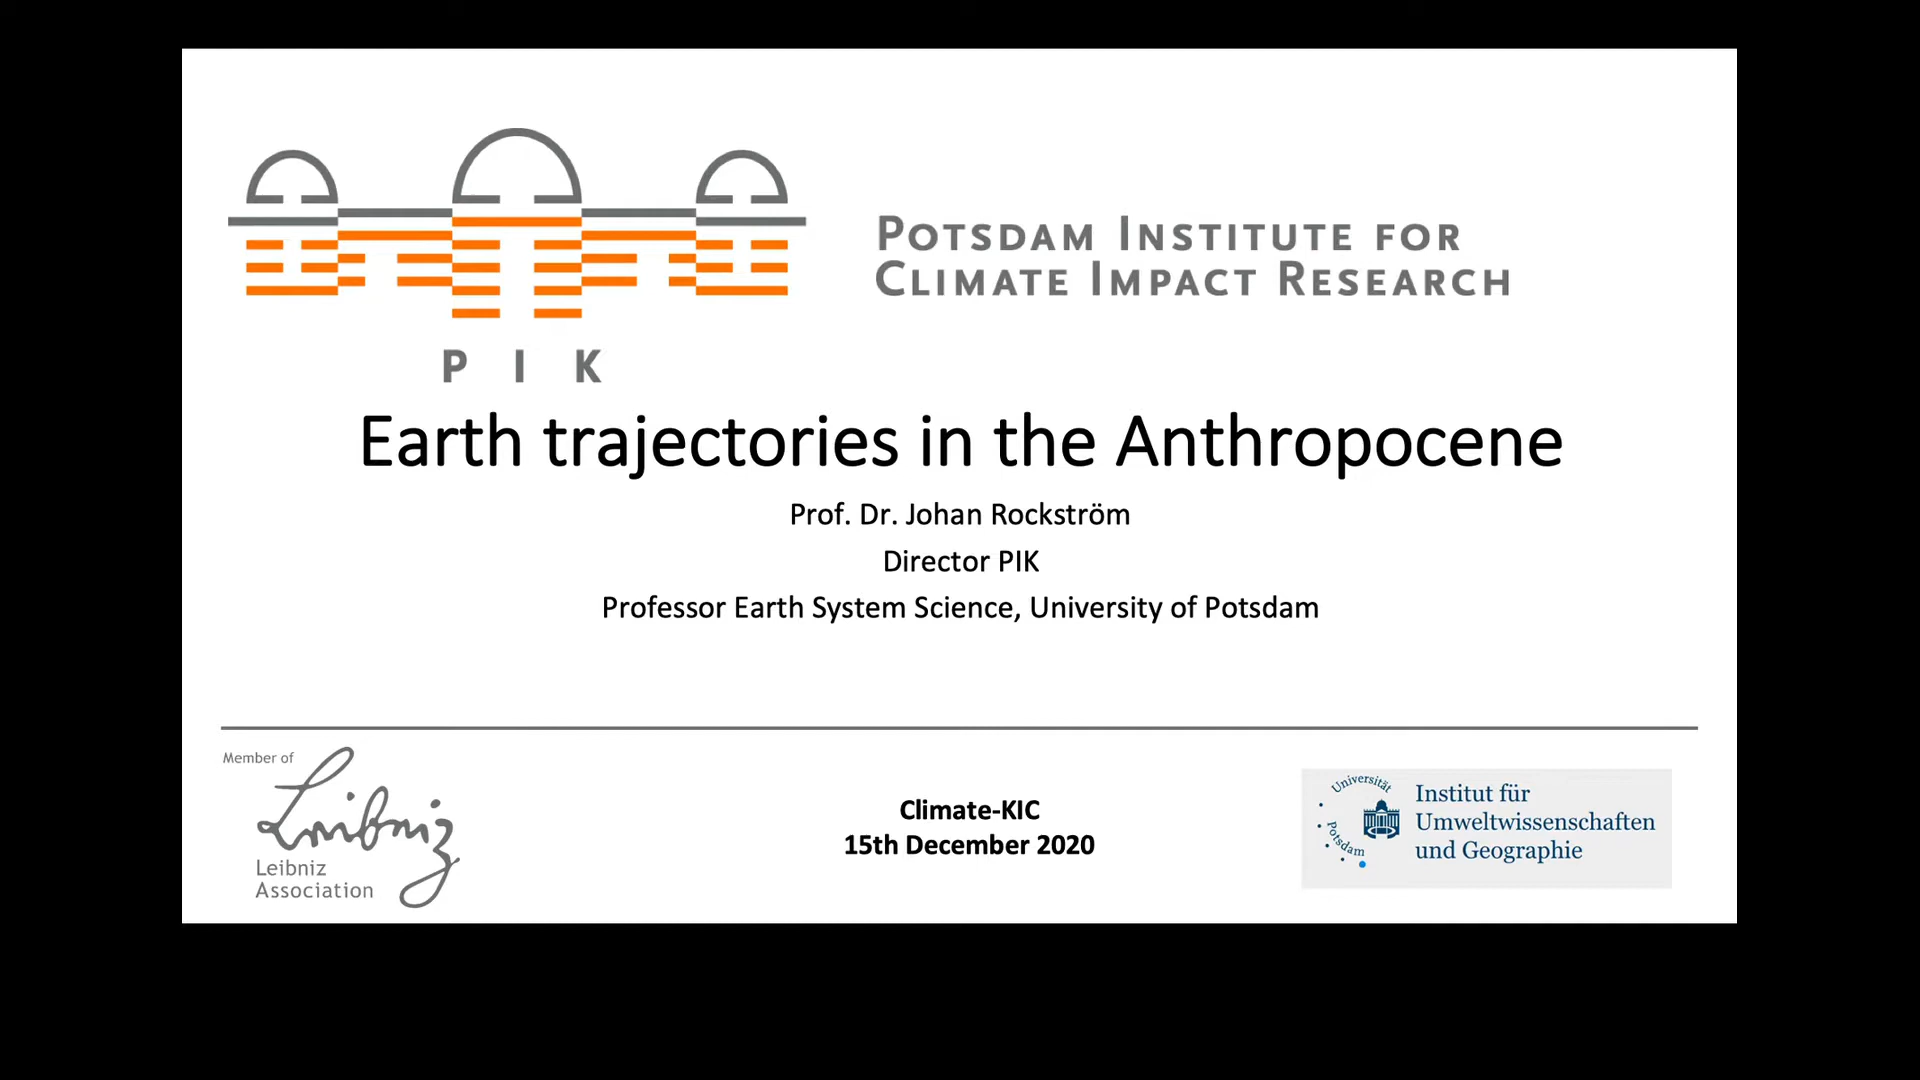 POTSDAM INSTITUTE FOR
CLIMATE IMPACT RESEARCH
P I K
Earth trajectories in the Anthropocene
Prof. Dr. Johan Rockström
Director PIK
Professor Earth System Science, University of Potsdam
Member of
Leibniz
Leibniz
Association
Climate-KIC
15th December 2020
Universität
Potsdam
Institut für
Umweltwissenschaften
und Geographie